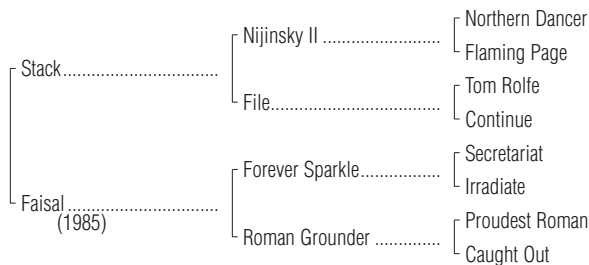 Northern Dancer
Nijinsky II ........................
Flaming Page
Stack................................
Tom Rolfe
File...................................
Continue
Secretariat
Forever Sparkle................
Irradiate
Faisal...............................
(1985)
Proudest Roman
Roman Grounder .............
Caught Out